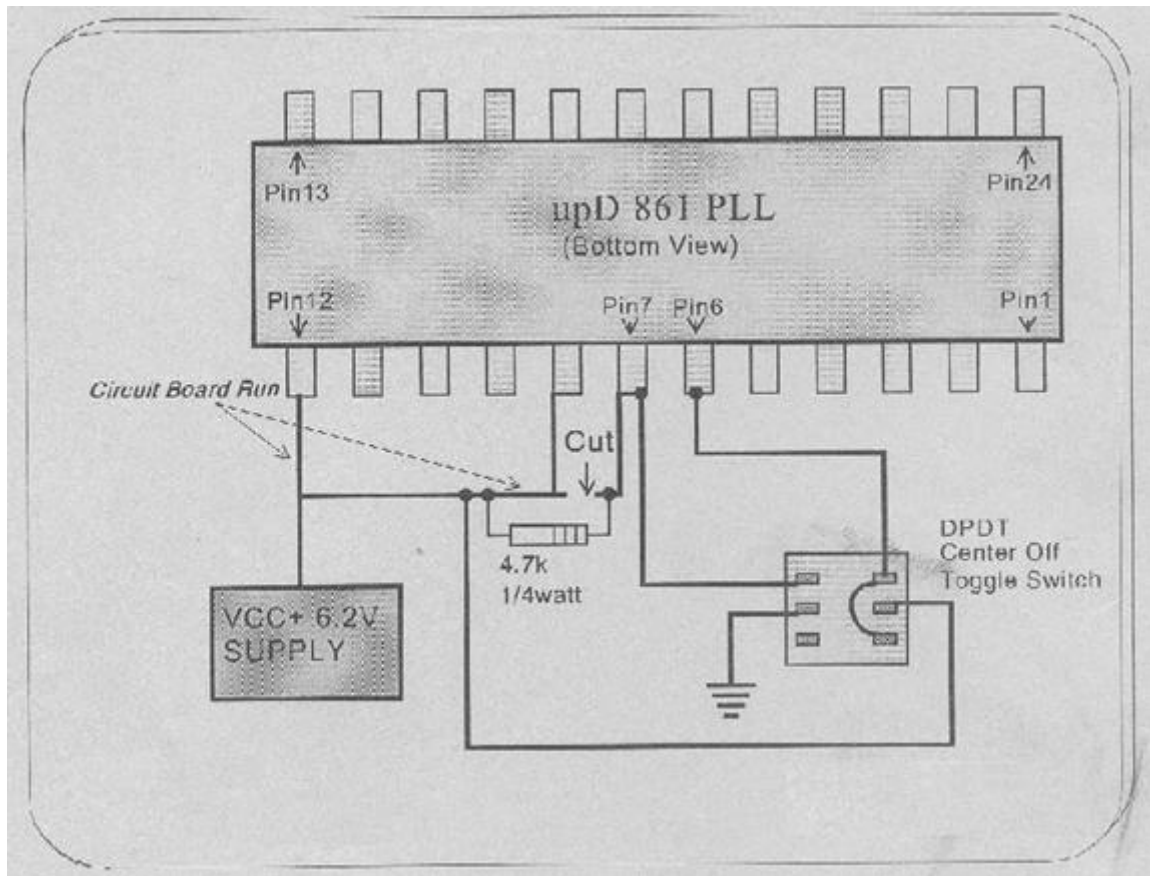 Pin13
Pin24
upD 861 PLL
(Bottom View)
Pin12
Pin7
Pin6
Pin1
Circuit Board Run
Cut
4.7k
1/4watt
DPDT
Center Off
Toggle Switch
VCC+ 6.2V
SUPPLY